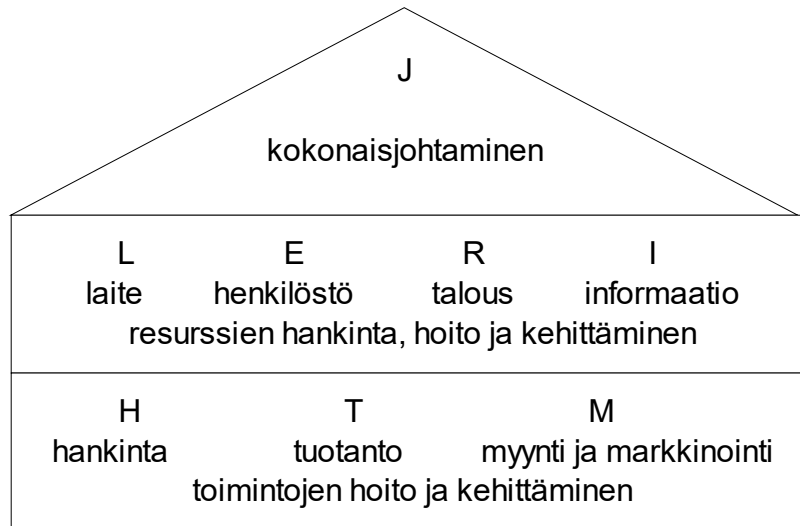 J
kokonaisjohtaminen
L E R I
laite henkilöstö talous informaatio
resurssien hankinta, hoito ja kehittäminen
H T M
hankinta tuotanto myynti ja markkinointi
toimintojen hoito ja kehittäminen